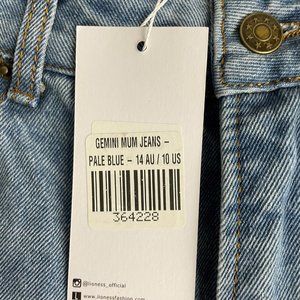 GEMINI MUM JEANS –
PALE BLUE – 14 AU / 10 US
364228
@lioness_official
L
www.lionessfashion.com